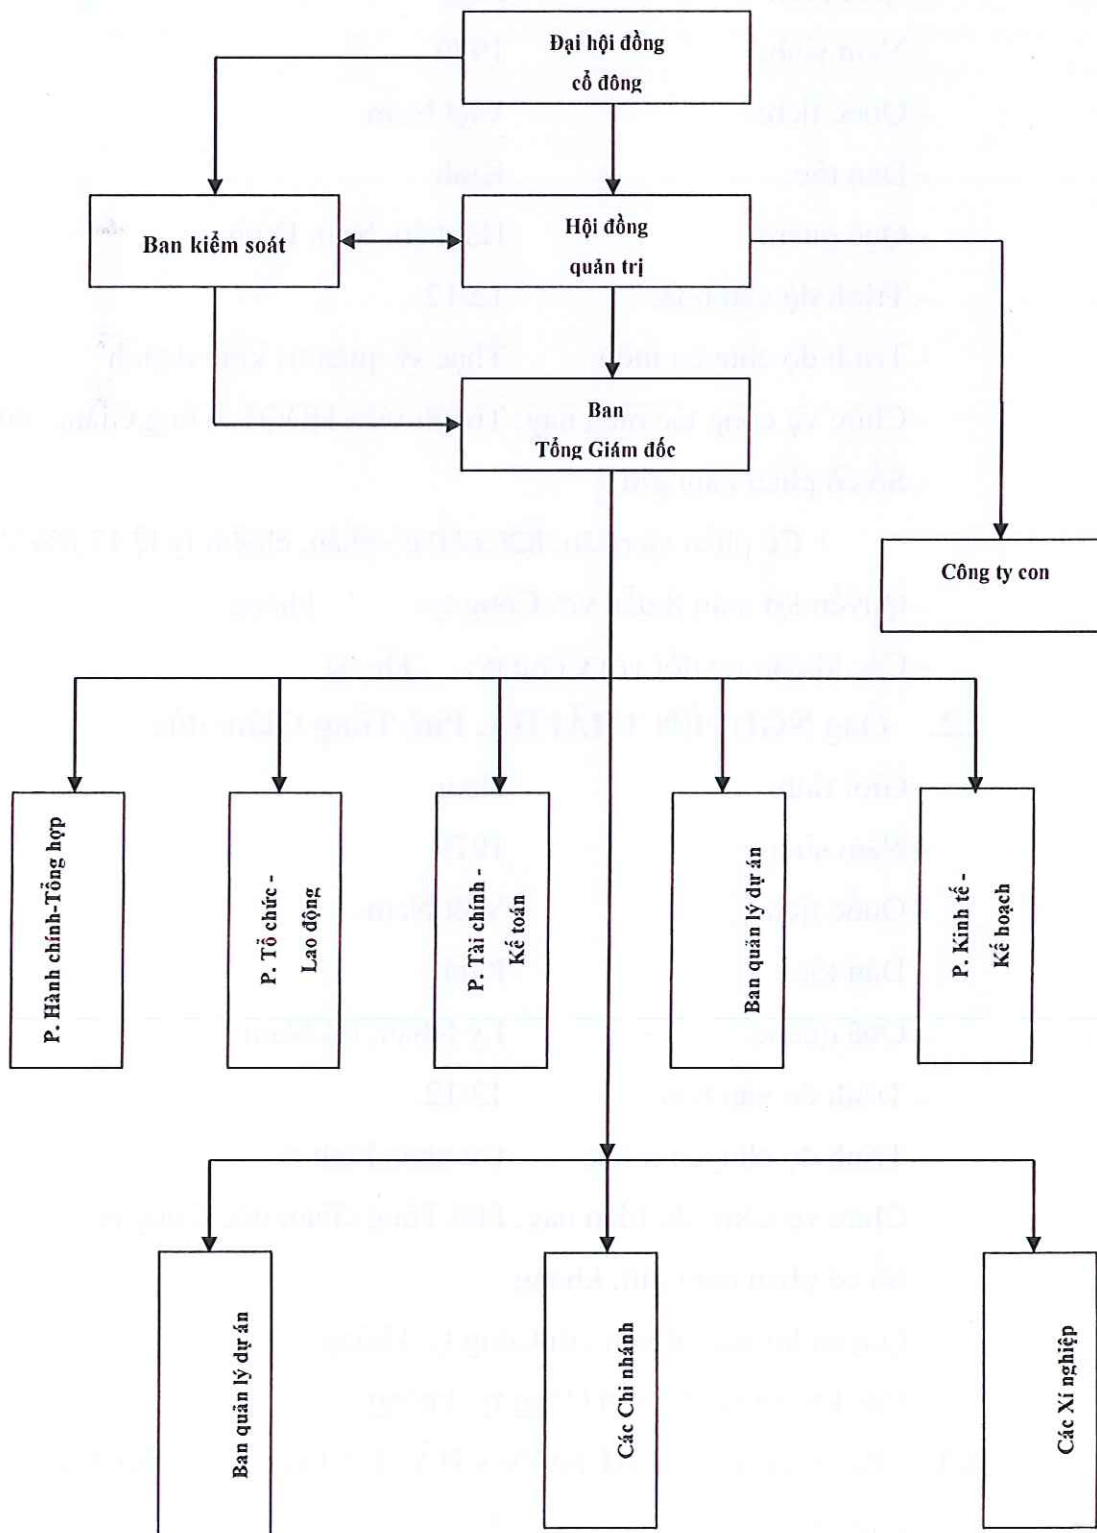 Đại hội đồng
cổ đông
Ban kiểm soát
Hội đồng
quản trị
Ban
Tổng Giám đốc
Công ty con
P. Hành chính-Tổng hợp
P. Tổ chức -
Lao động
P. Tài chính -
Kế toán
Ban quản lý dự án
P. Kinh tế -
Kế hoạch
Ban quản lý dự án
Các Chi nhánh
Các Xí nghiệp